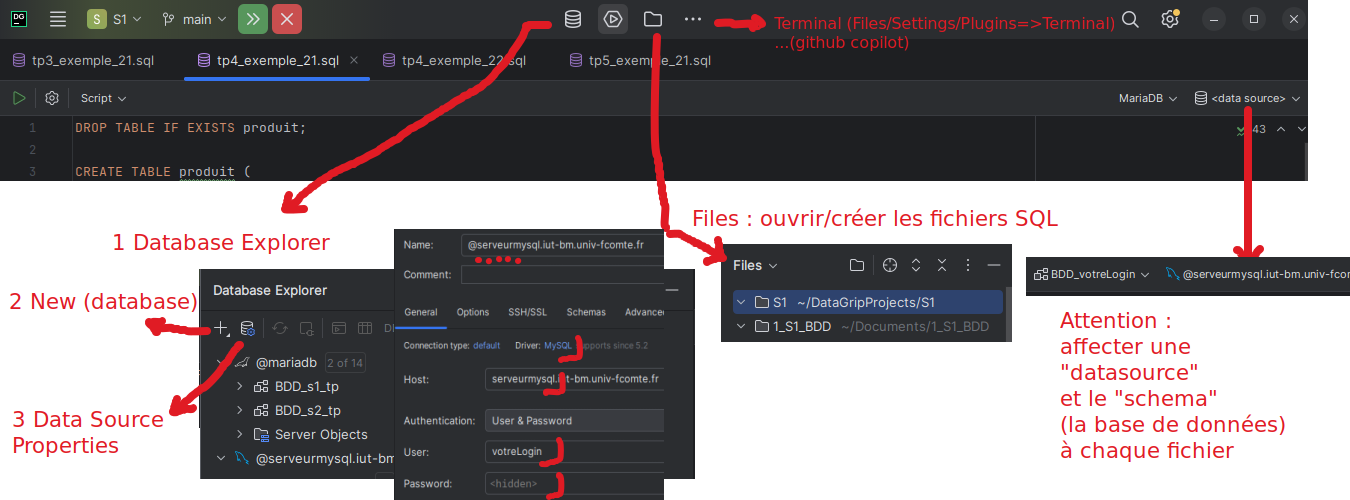 DG
S S1 main
Terminal (Files/Settings/Plugins=>Terminal)
...(github copilot)
tp3_exemple_21.sql tp4_exemple_21.sql tp4_exemple_22.sql tp5_exemple_21.sql
Script MariaDB <data source>
1 DROP TABLE IF EXISTS produit; 43
2
3 CREATE TABLE produit (
Files : ouvrir/créer les fichiers SQL
1 Database Explorer
2 New (database)
3 Data Source
Properties
Database Explorer
@mariadb 2 of 14
BDD_s1_tp
BDD_s2_tp
Server Objects
@serveurmysql.iut-bm
Name: @serveurmysql.iut-bm.univ-fcomte.fr
Comment:
General Options SSH/SSL Schemas Advanced
Connection type: default Driver: MySQL supports since 5.2
Host: serveurmysql.iut-bm.univ-fcomte.fr
Authentication: User & Password
User: votreLogin
Password: <hidden>
Files
S1 ~/DataGripProjects/S1
1_S1_BDD ~/Documents/1_S1_BDD
BDD_votreLogin @serveurmysql.iut-bm.univ-fcom
Attention :
affecter une
"datasource"
et le "schema"
(la base de données)
à chaque fichier